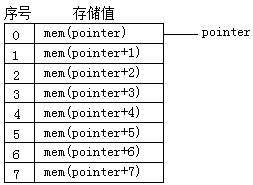 序号 存储值
0 mem(pointer) pointer
1 mem(pointer+1)
2 mem(pointer+2)
3 mem(pointer+3)
4 mem(pointer+4)
5 mem(pointer+5)
6 mem(pointer+6)
7 mem(pointer+7)